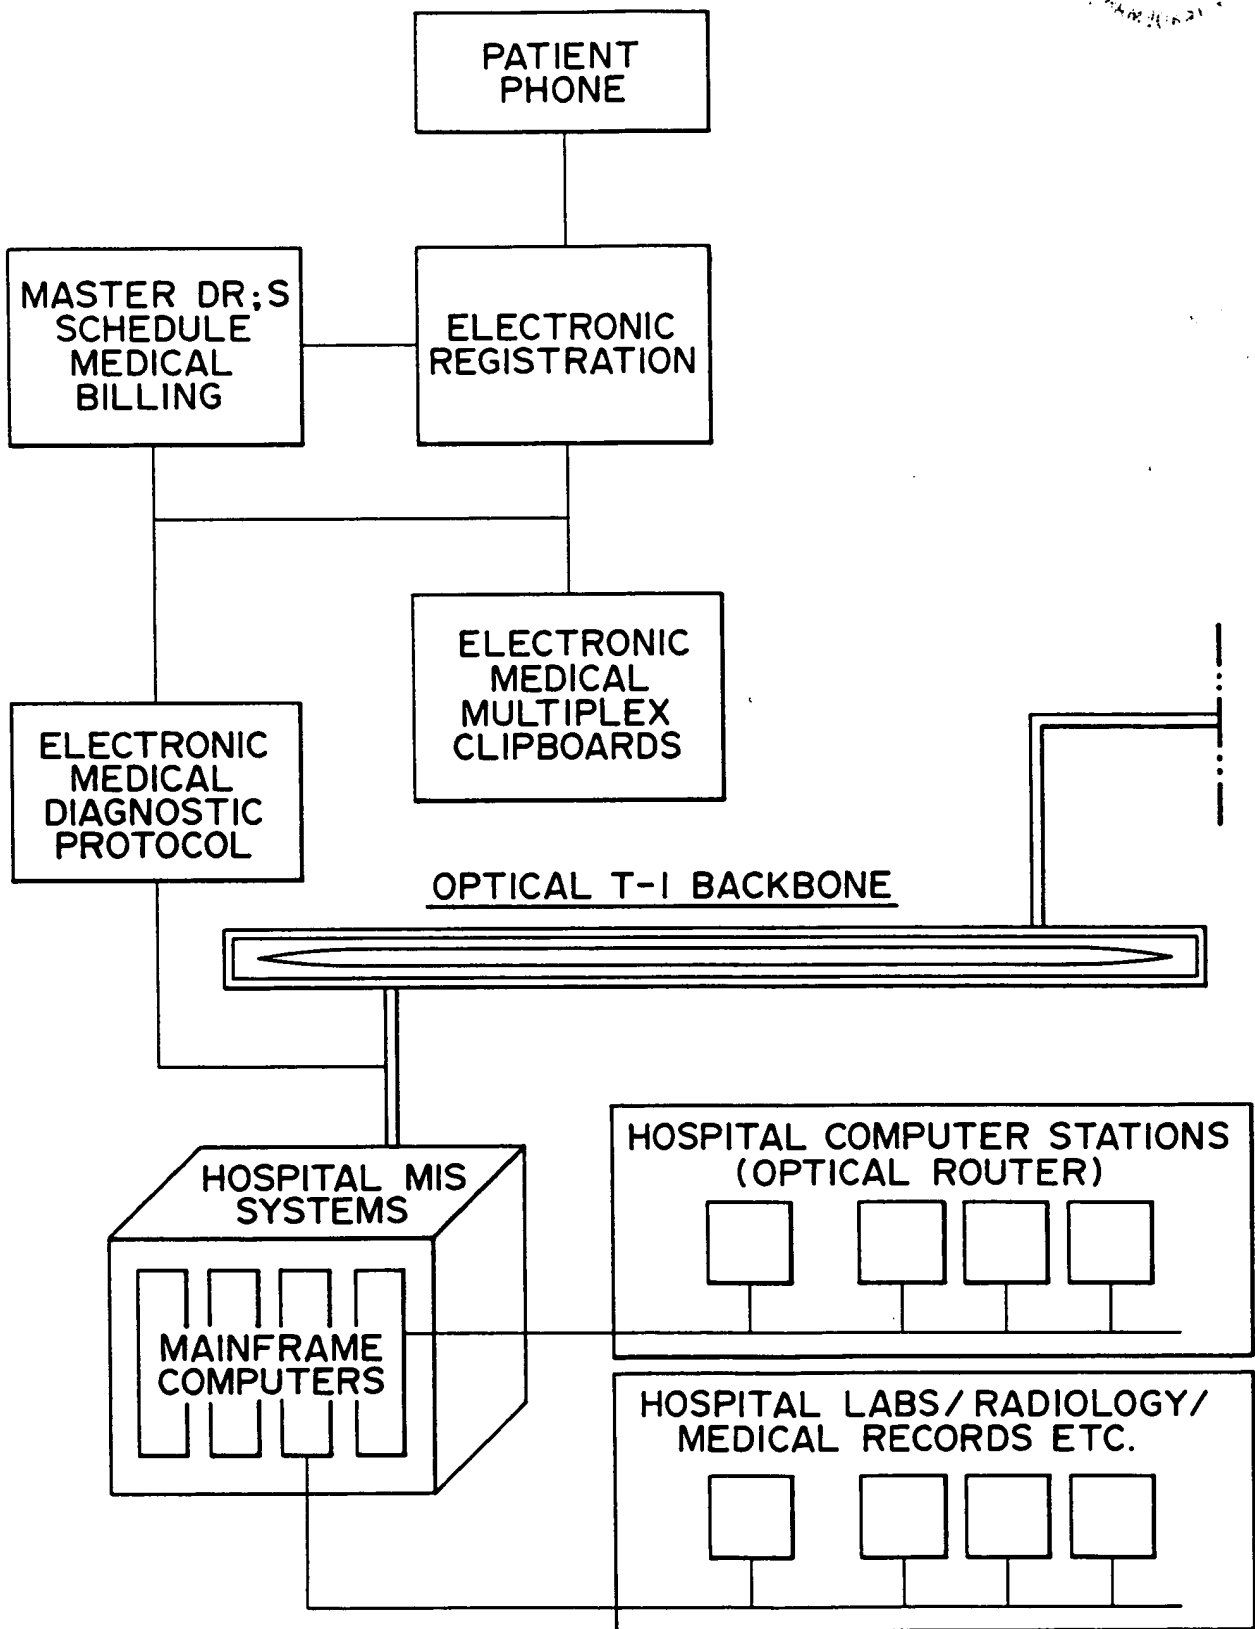 PATIENT
PHONE
MASTER DR;S
SCHEDULE
MEDICAL
BILLING
ELECTRONIC
REGISTRATION
ELECTRONIC
MEDICAL
MULTIPLEX
CLIPBOARDS
ELECTRONIC
MEDICAL
DIAGNOSTIC
PROTOCOL
OPTICAL T-1 BACKBONE
HOSPITAL MIS
SYSTEMS
MAINFRAME
COMPUTERS
HOSPITAL COMPUTER STATIONS
(OPTICAL ROUTER)
HOSPITAL LABS/RADIOLOGY/
MEDICAL RECORDS ETC.